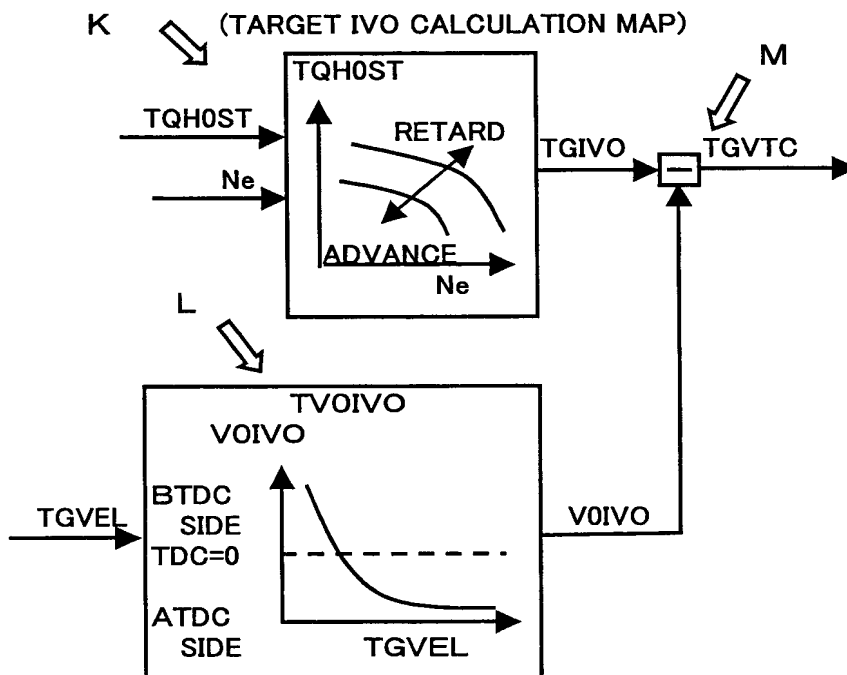 K
(TARGET IVO CALCULATION MAP)
M
TQH0ST
TQH0ST
RETARD
TGIVO
TGVTC
Ne
ADVANCE
Ne
L
TV0IVO
V0IVO
BTDC
SIDE
TGVEL
V0IVO
TDC=0
ATDC
SIDE
TGVEL